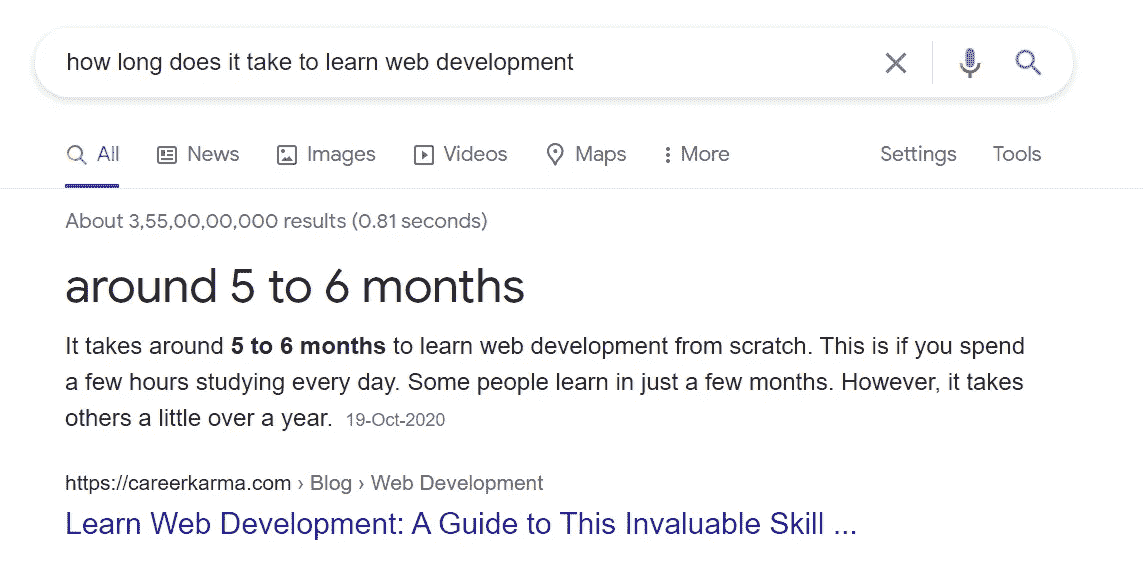 how long does it take to learn web development
All News Images Videos Maps More Settings Tools
About 3,55,00,00,000 results (0.81 seconds)
around 5 to 6 months
It takes around 5 to 6 months to learn web development from scratch. This is if you spend
a few hours studying every day. Some people learn in just a few months. However, it takes
others a little over a year. 19-Oct-2020
https://careerkarma.com › Blog › Web Development
Learn Web Development: A Guide to This Invaluable Skill ...